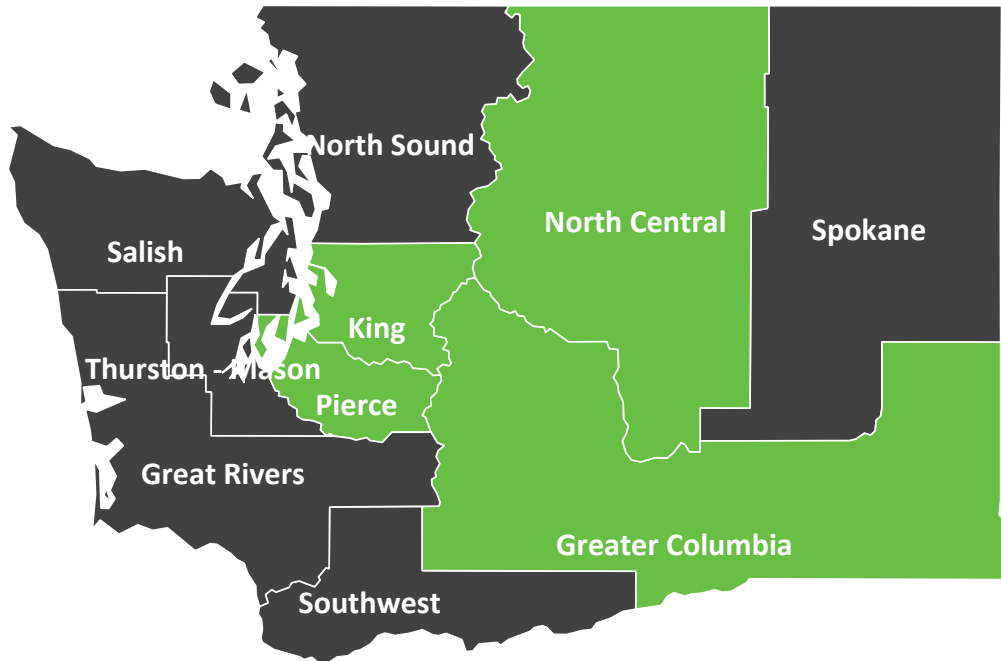 North Sound
North Central
Spokane
Salish
King
Thurston - Mason
Pierce
Great Rivers
Greater Columbia
Southwest